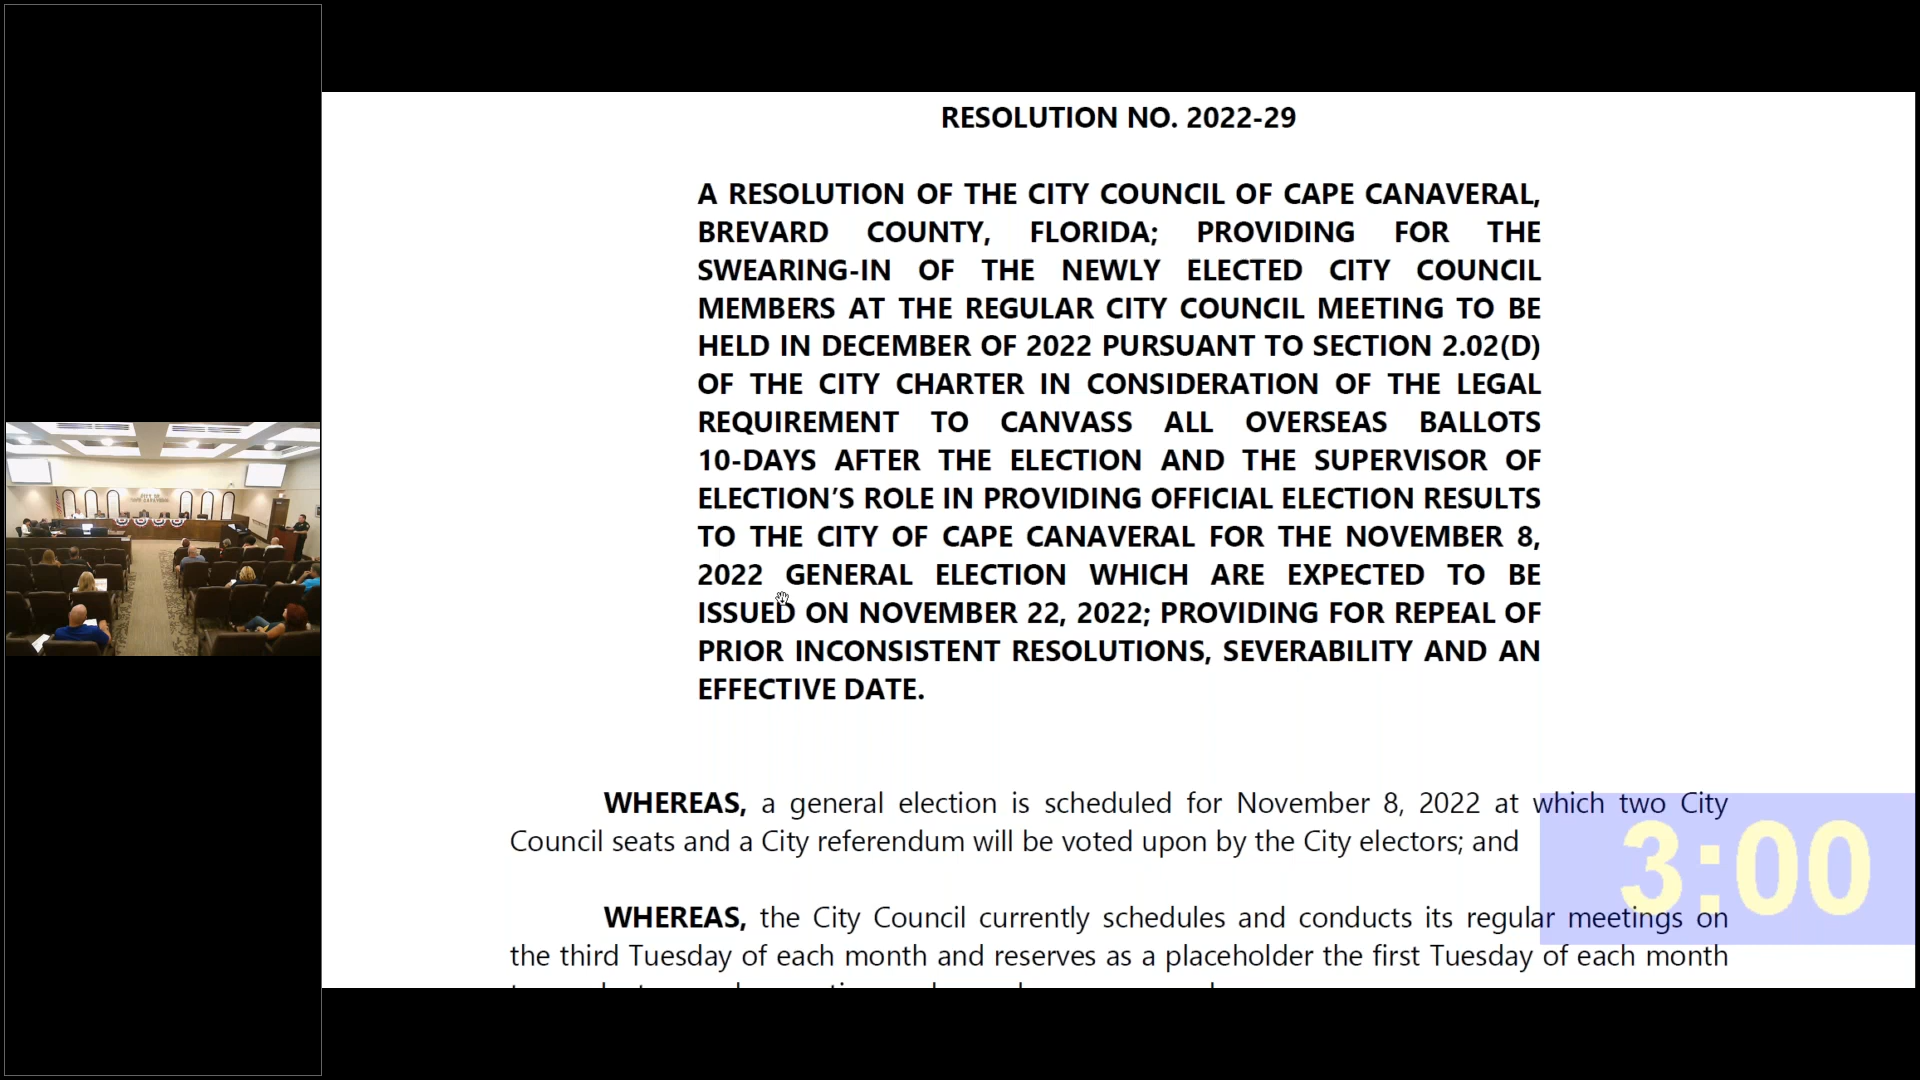 RESOLUTION NO. 2022-29
A RESOLUTION OF THE CITY COUNCIL OF CAPE CANAVERAL,
BREVARD COUNTY, FLORIDA; PROVIDING FOR THE
SWEARING-IN OF THE NEWLY ELECTED CITY COUNCIL
MEMBERS AT THE REGULAR CITY COUNCIL MEETING TO BE
HELD IN DECEMBER OF 2022 PURSUANT TO SECTION 2.02(D)
OF THE CITY CHARTER IN CONSIDERATION OF THE LEGAL
REQUIREMENT TO CANVASS ALL OVERSEAS BALLOTS
10-DAYS AFTER THE ELECTION AND THE SUPERVISOR OF
ELECTION’S ROLE IN PROVIDING OFFICIAL ELECTION RESULTS
TO THE CITY OF CAPE CANAVERAL FOR THE NOVEMBER 8,
2022 GENERAL ELECTION WHICH ARE EXPECTED TO BE
ISSUED ON NOVEMBER 22, 2022; PROVIDING FOR REPEAL OF
PRIOR INCONSISTENT RESOLUTIONS, SEVERABILITY AND AN
EFFECTIVE DATE.
WHEREAS, a general election is scheduled for November 8, 2022 at which two City
Council seats and a City referendum will be voted upon by the City electors; and
3:00
WHEREAS, the City Council currently schedules and conducts its regular meetings on
the third Tuesday of each month and reserves as a placeholder the first Tuesday of each month